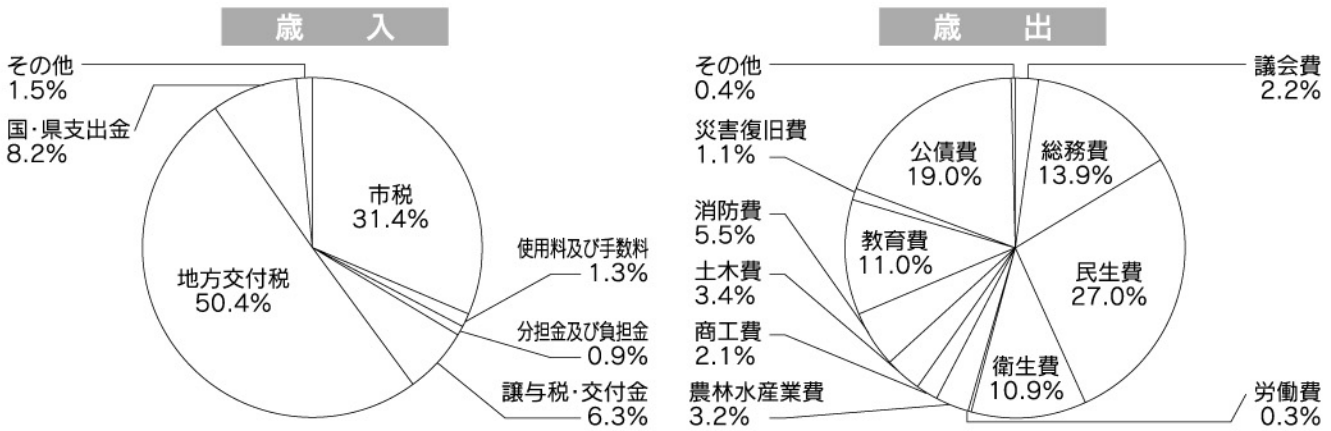 歳入
その他
1.5%
国・県支出金
8.2%
市税
31.4%
使用料及び手数料
1.3%
分担金及び負担金
0.9%
譲与税・交付金
6.3%
地方交付税
50.4%
歳出
その他
0.4%
災害復旧費
1.1%
公債費
19.0%
消防費
5.5%
教育費
11.0%
土木費
3.4%
商工費
2.1%
農林水産業費
3.2%
議会費
2.2%
総務費
13.9%
民生費
27.0%
衛生費
10.9%
労働費
0.3%